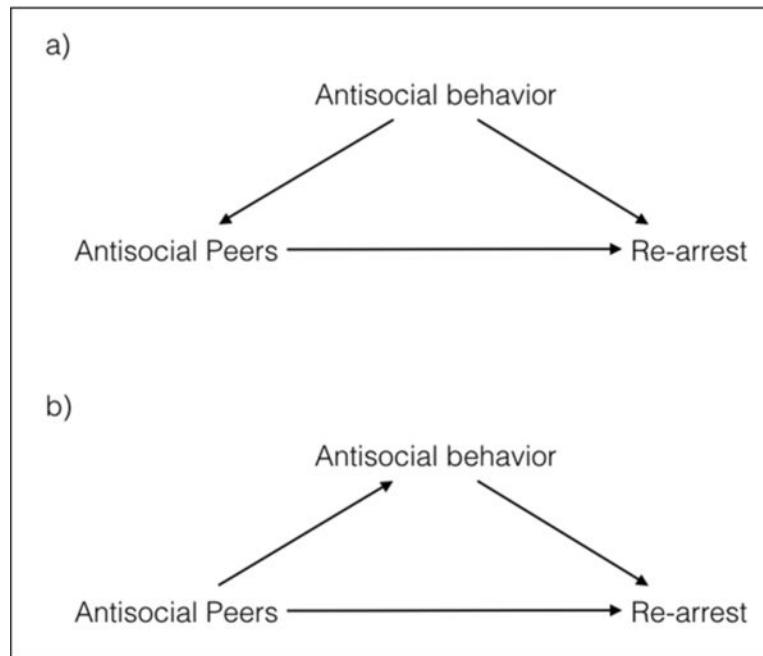 a)
Antisocial behavior
Antisocial Peers Re-arrest
b)
Antisocial behavior
Antisocial Peers Re-arrest